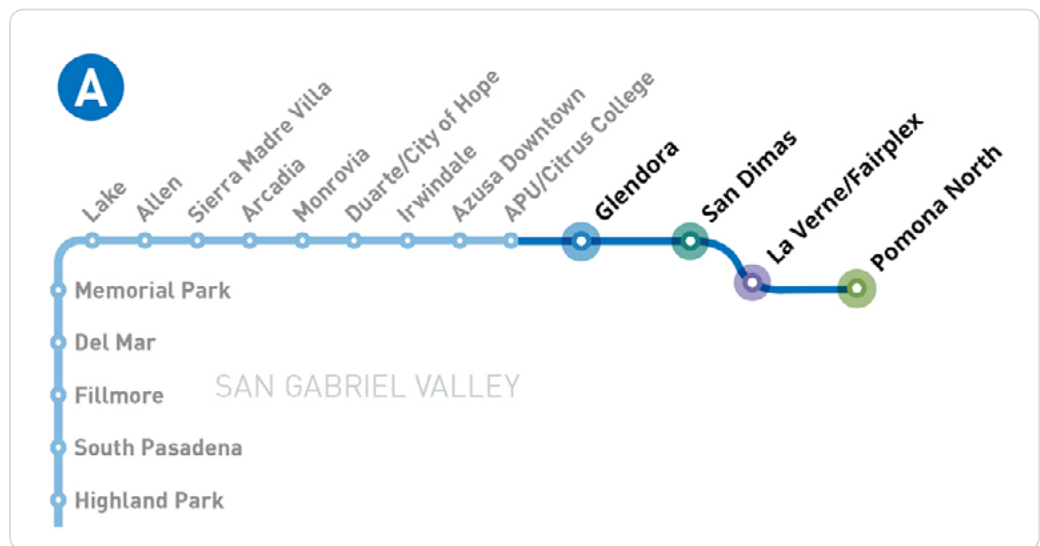 A
Lake
Allen
Sierra Madre Villa
Arcadia
Monrovia
Duarte/City of Hope
Irwindale
Azusa Downtown
APU/Citrus College
Glendora
San Dimas
La Verne/Fairplex
Pomona North
Memorial Park
Del Mar
Fillmore
SAN GABRIEL VALLEY
South Pasadena
Highland Park